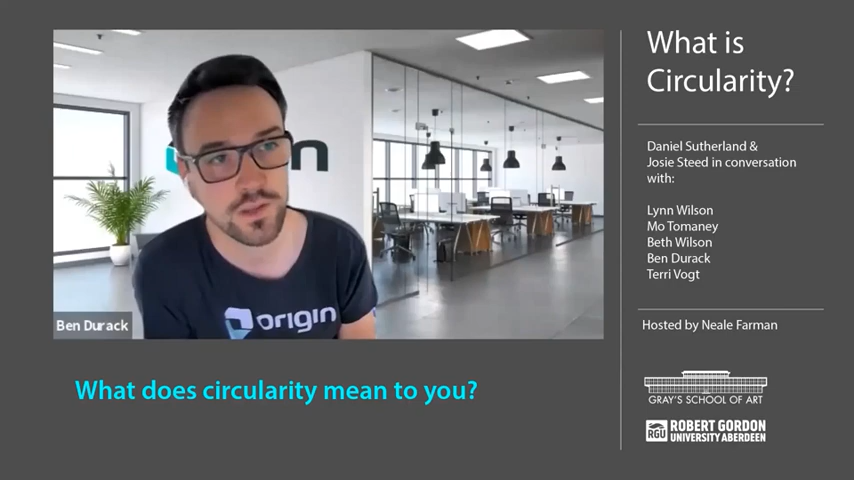 What is
Circularity?
Daniel Sutherland &
Josie Steed in conversation
with:
Lynn Wilson
Mo Tomaney
Beth Wilson
Ben Durack
Terri Vogt
Hosted by Neale Farman
GRAY'S SCHOOL OF ART
RGU ROBERT GORDON
UNIVERSITY ABERDEEN
origin
Ben Durack
What does circularity mean to you?